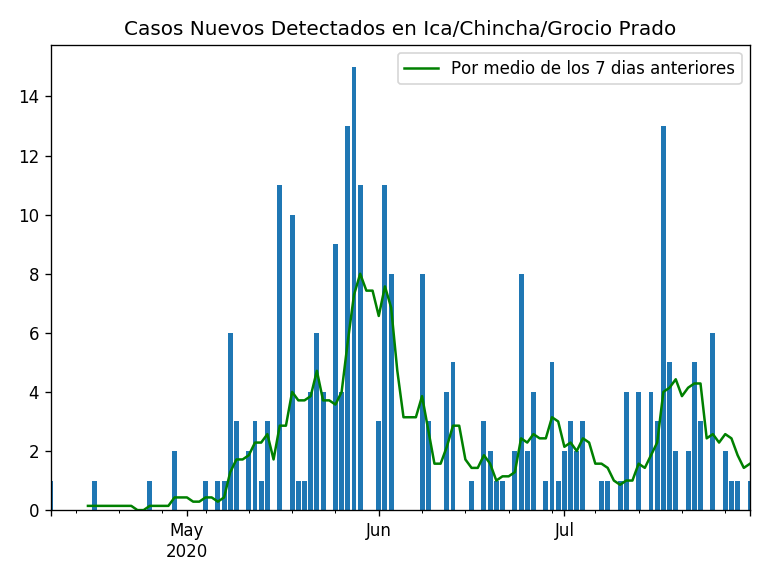 Casos Nuevos Detectados en Ica/Chincha/Grocio Prado
Por medio de los 7 dias anteriores
14
12
10
8
6
4
2
0
May
2020
Jun
Jul